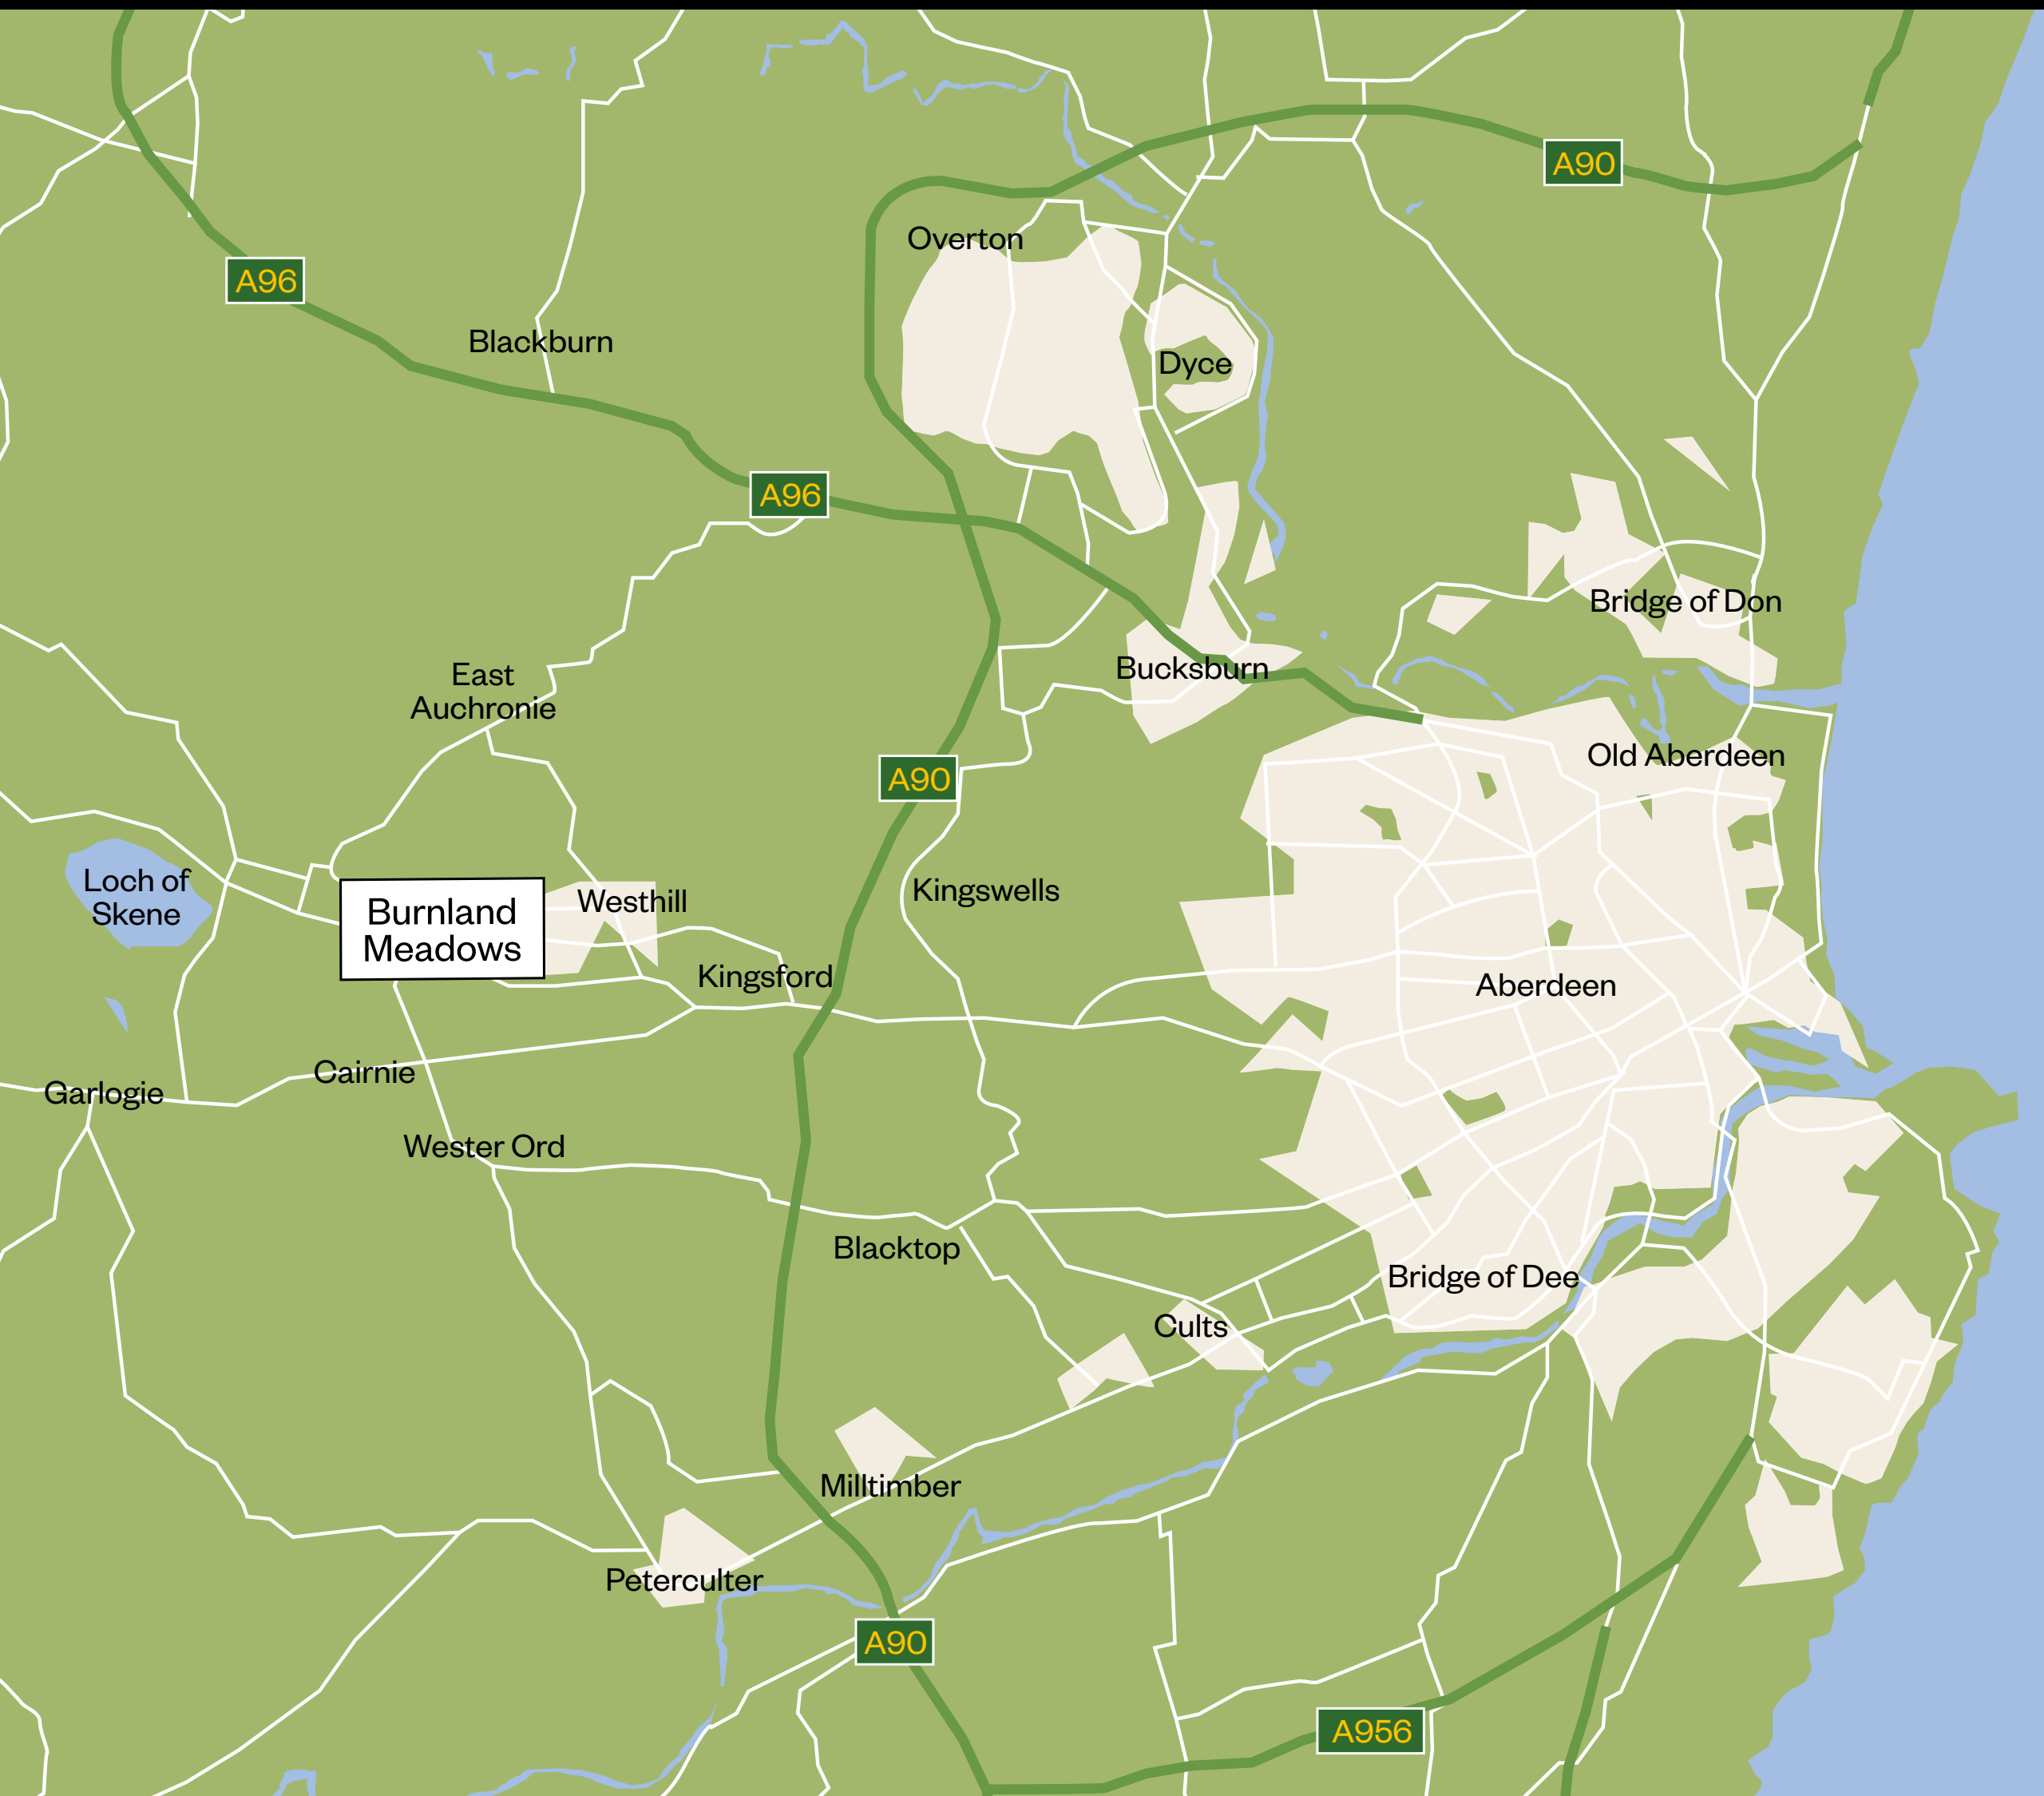 A90
Overton
A96
Blackburn
Dyce
A96
Bridge of Don
Bucksburn
East
Auchronie
Old Aberdeen
A90
Loch of
Skene
Burnland
Meadows
Westhill
Kingswells
Kingsford
Aberdeen
Cairnie
Garlogie
Wester Ord
Blacktop
Bridge of Dee
Cults
Milltimber
Peterculter
A90
A956